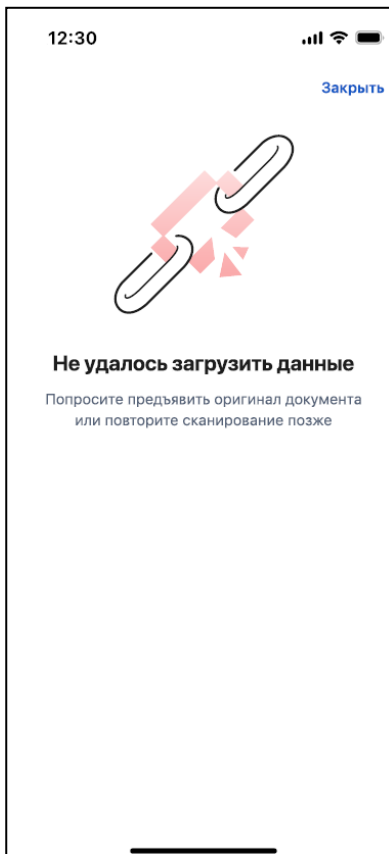 12:30
Закрыть
Не удалось загрузить данные
Попросите предъявить оригинал документа
или повторите сканирование позже